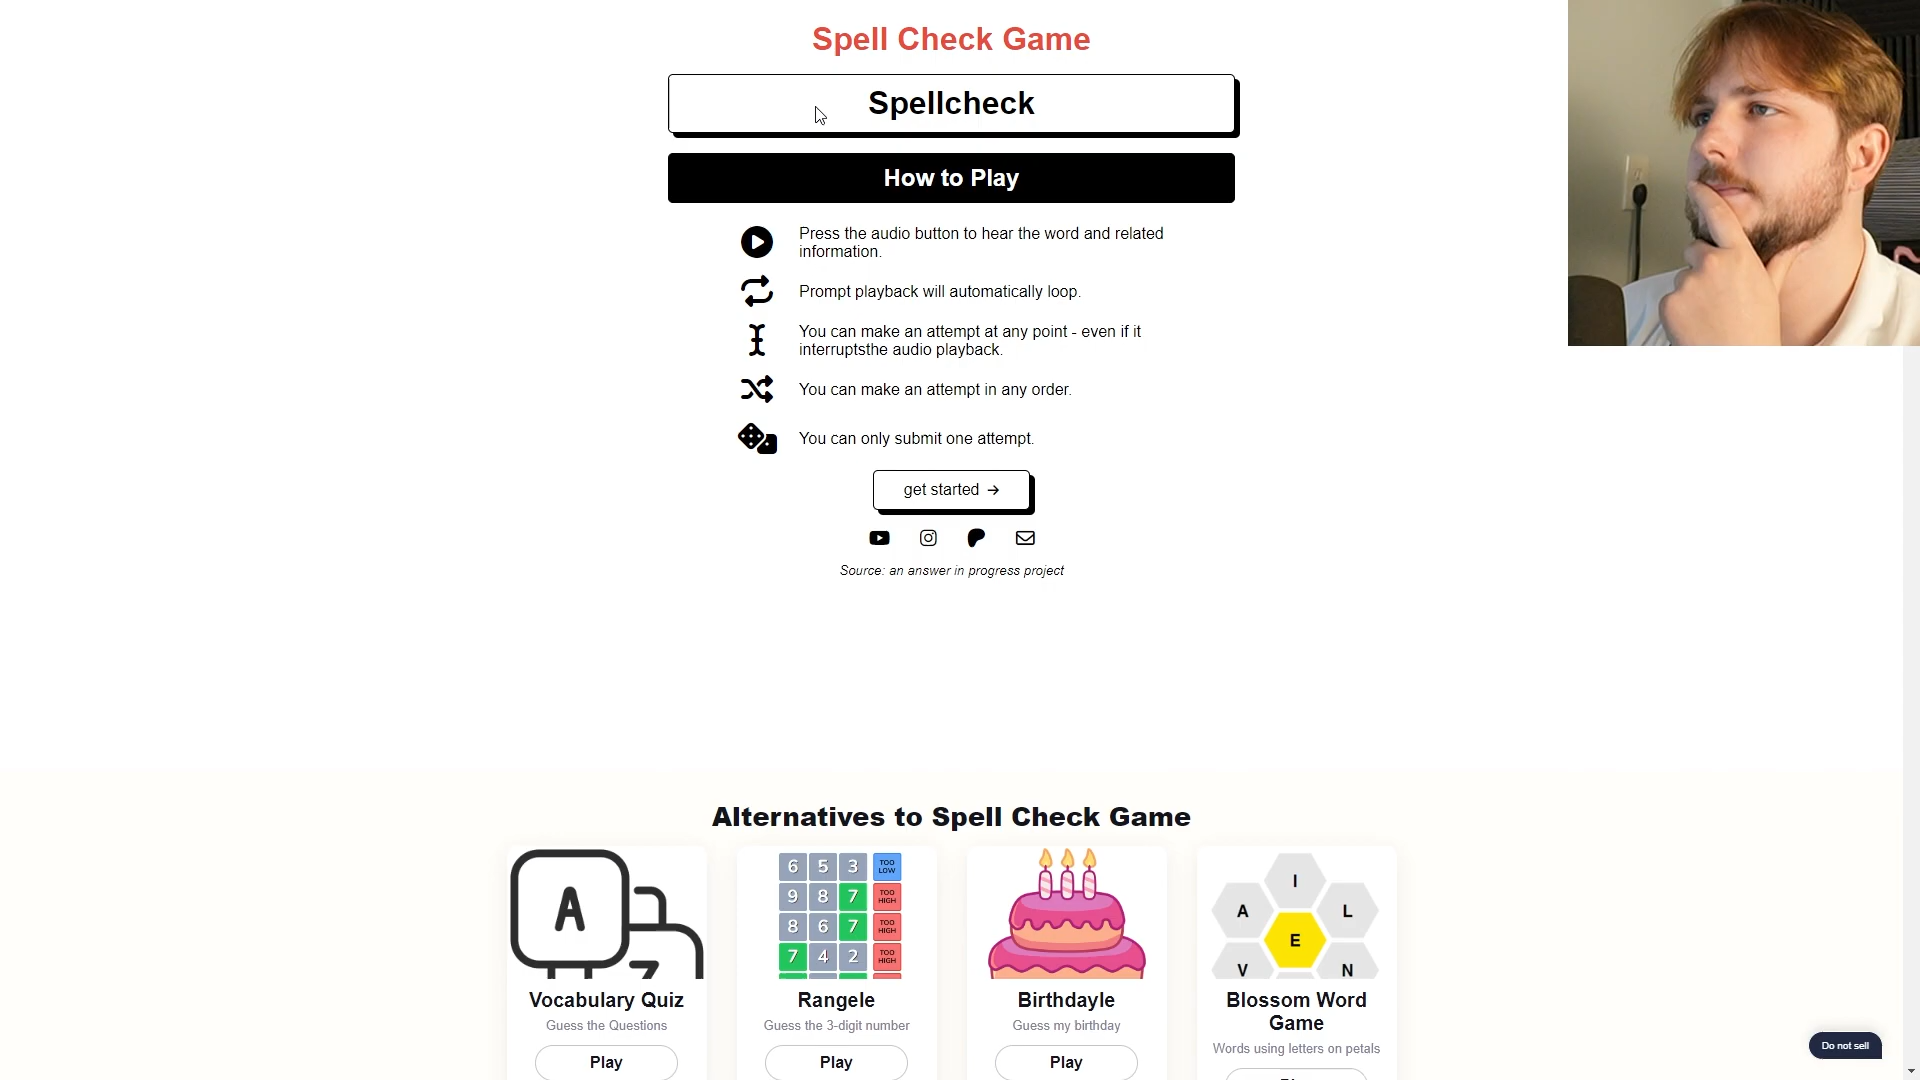 Spell Check Game
Spellcheck
How to Play
Press the audio button to hear the word and related
information.
Prompt playback will automatically loop.
You can make an attempt at any point - even if it
interruptsthe audio playback.
You can make an attempt in any order.
You can only submit one attempt.
get started →
Source: an answer in progress project
Alternatives to Spell Check Game
A
Z
6 5 3 TOO LOW
9 8 7 TOO HIGH
8 6 7 TOO HIGH
7 4 2 TOO HIGH
I
A L
E
V N
Vocabulary Quiz
Guess the Questions
Play
Rangele
Guess the 3-digit number
Play
Birthdayle
Guess my birthday
Play
Blossom Word
Game
Words using letters on petals
Do not sell